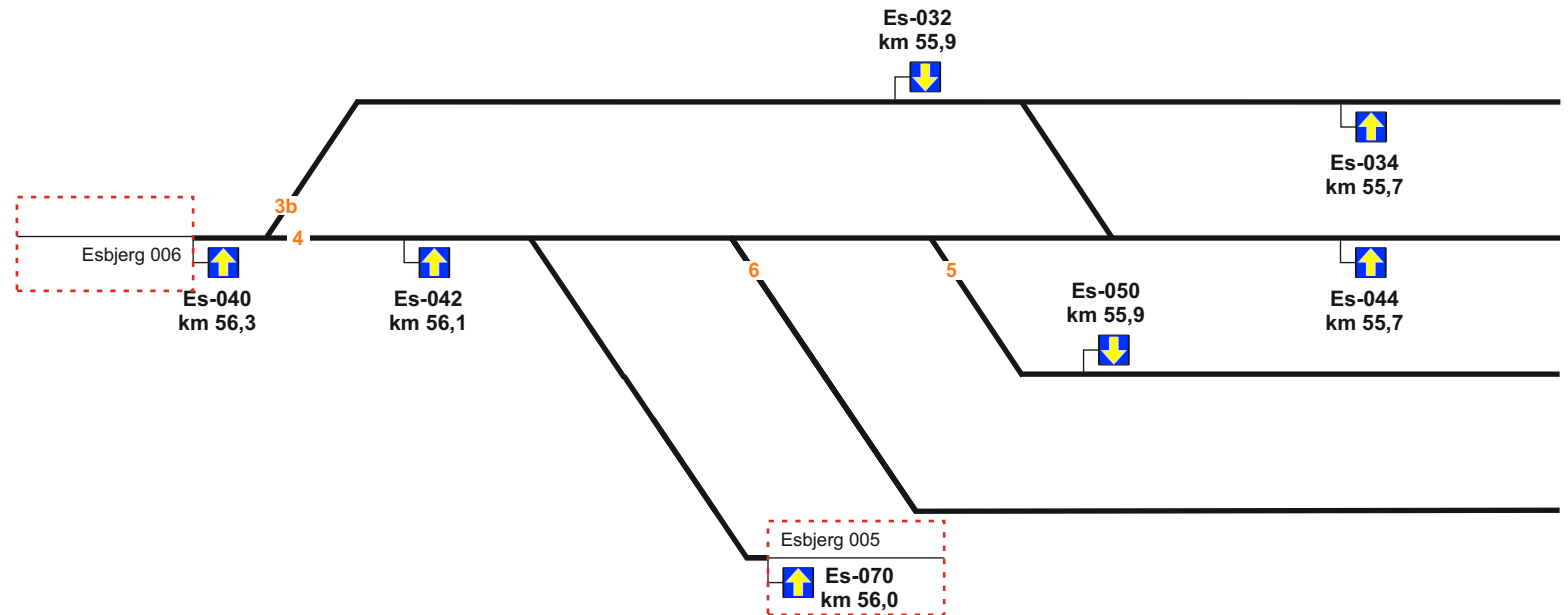 Es-032
km 55,9
Es-034
km 55,7
3b
4
Esbjerg 006
Es-040
km 56,3
Es-042
km 56,1
6
5
Es-050
km 55,9
Es-044
km 55,7
Esbjerg 005
Es-070
km 56,0